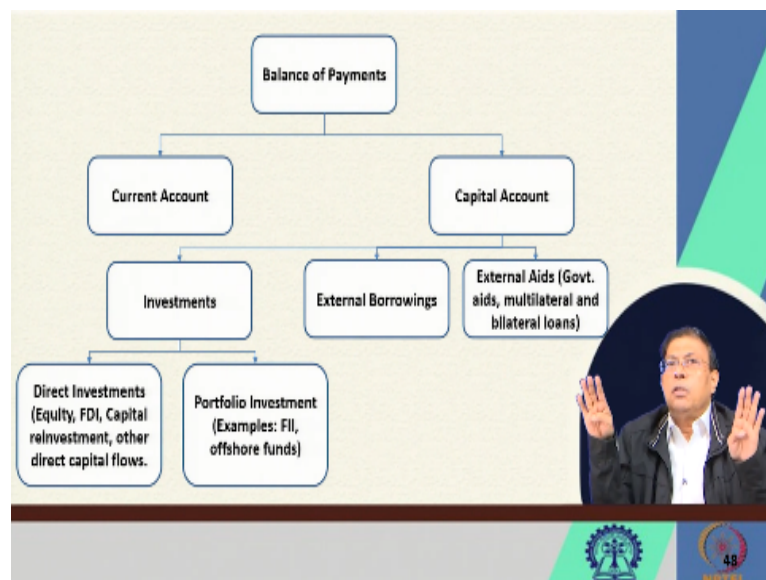 Balance of Payments
Current Account
Capital Account
Investments
External Borrowings
External Aids (Govt.
aids, multilateral and
bilateral loans)
Direct Investments
(Equity, FDI, Capital
reinvestment, other
direct capital flows.
Portfolio Investment
(Examples: FII,
offshore funds)
48